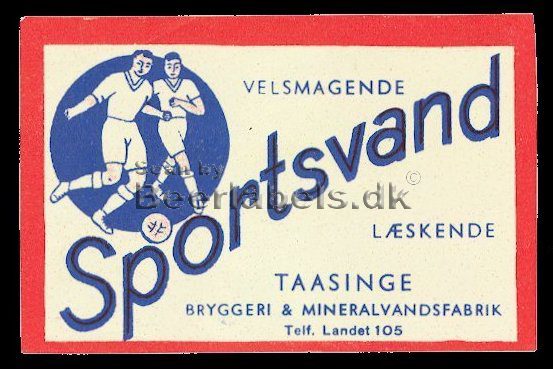 VELSMAGENDE
Sportsvand
Scan by
Beerlabels.dk ©
LÆSKENDE
TAASINGE
BRYGGERI & MINERALVANDSFABRIK
Telf. Landet 105